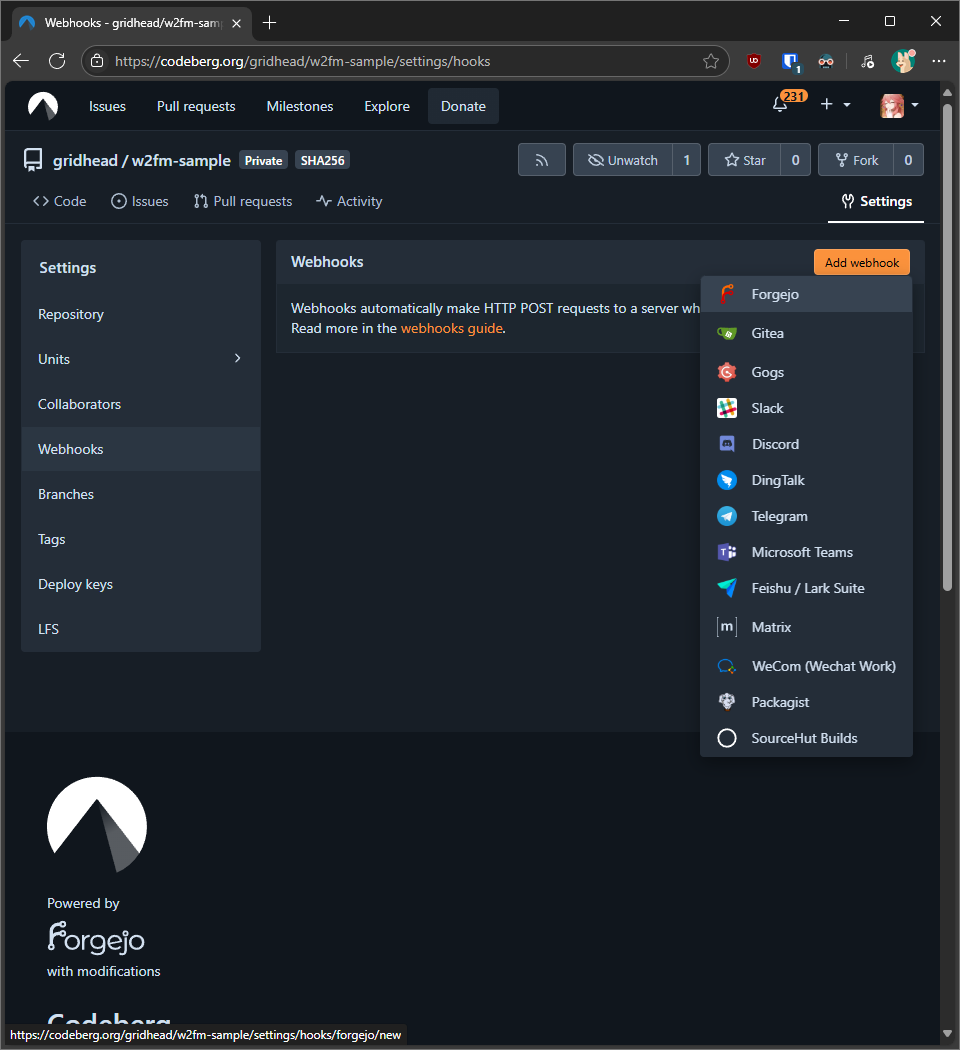 Webhooks - gridhead/w2fm-sam
https://codeberg.org/gridhead/w2fm-sample/settings/hooks
UD
1
Issues
Pull requests
Milestones
Explore
Donate
231
gridhead / w2fm-sample
Private
SHA256
Unwatch
1
Star
0
Fork
0
Code
Issues
Pull requests
Activity
Settings
Settings
Repository
Units
Collaborators
Webhooks
Branches
Tags
Deploy keys
LFS
Webhooks
Add webhook
Webhooks automatically make HTTP POST requests to a server wh
Read more in the webhooks guide.
Forgejo
Gitea
Gogs
Slack
Discord
DingTalk
Telegram
Microsoft Teams
Feishu / Lark Suite
[m]
Matrix
WeCom (Wechat Work)
Packagist
SourceHut Builds
Powered by
Forgejo
with modifications
Codeberg
https://codeberg.org/gridhead/w2fm-sample/settings/hooks/forgejo/new